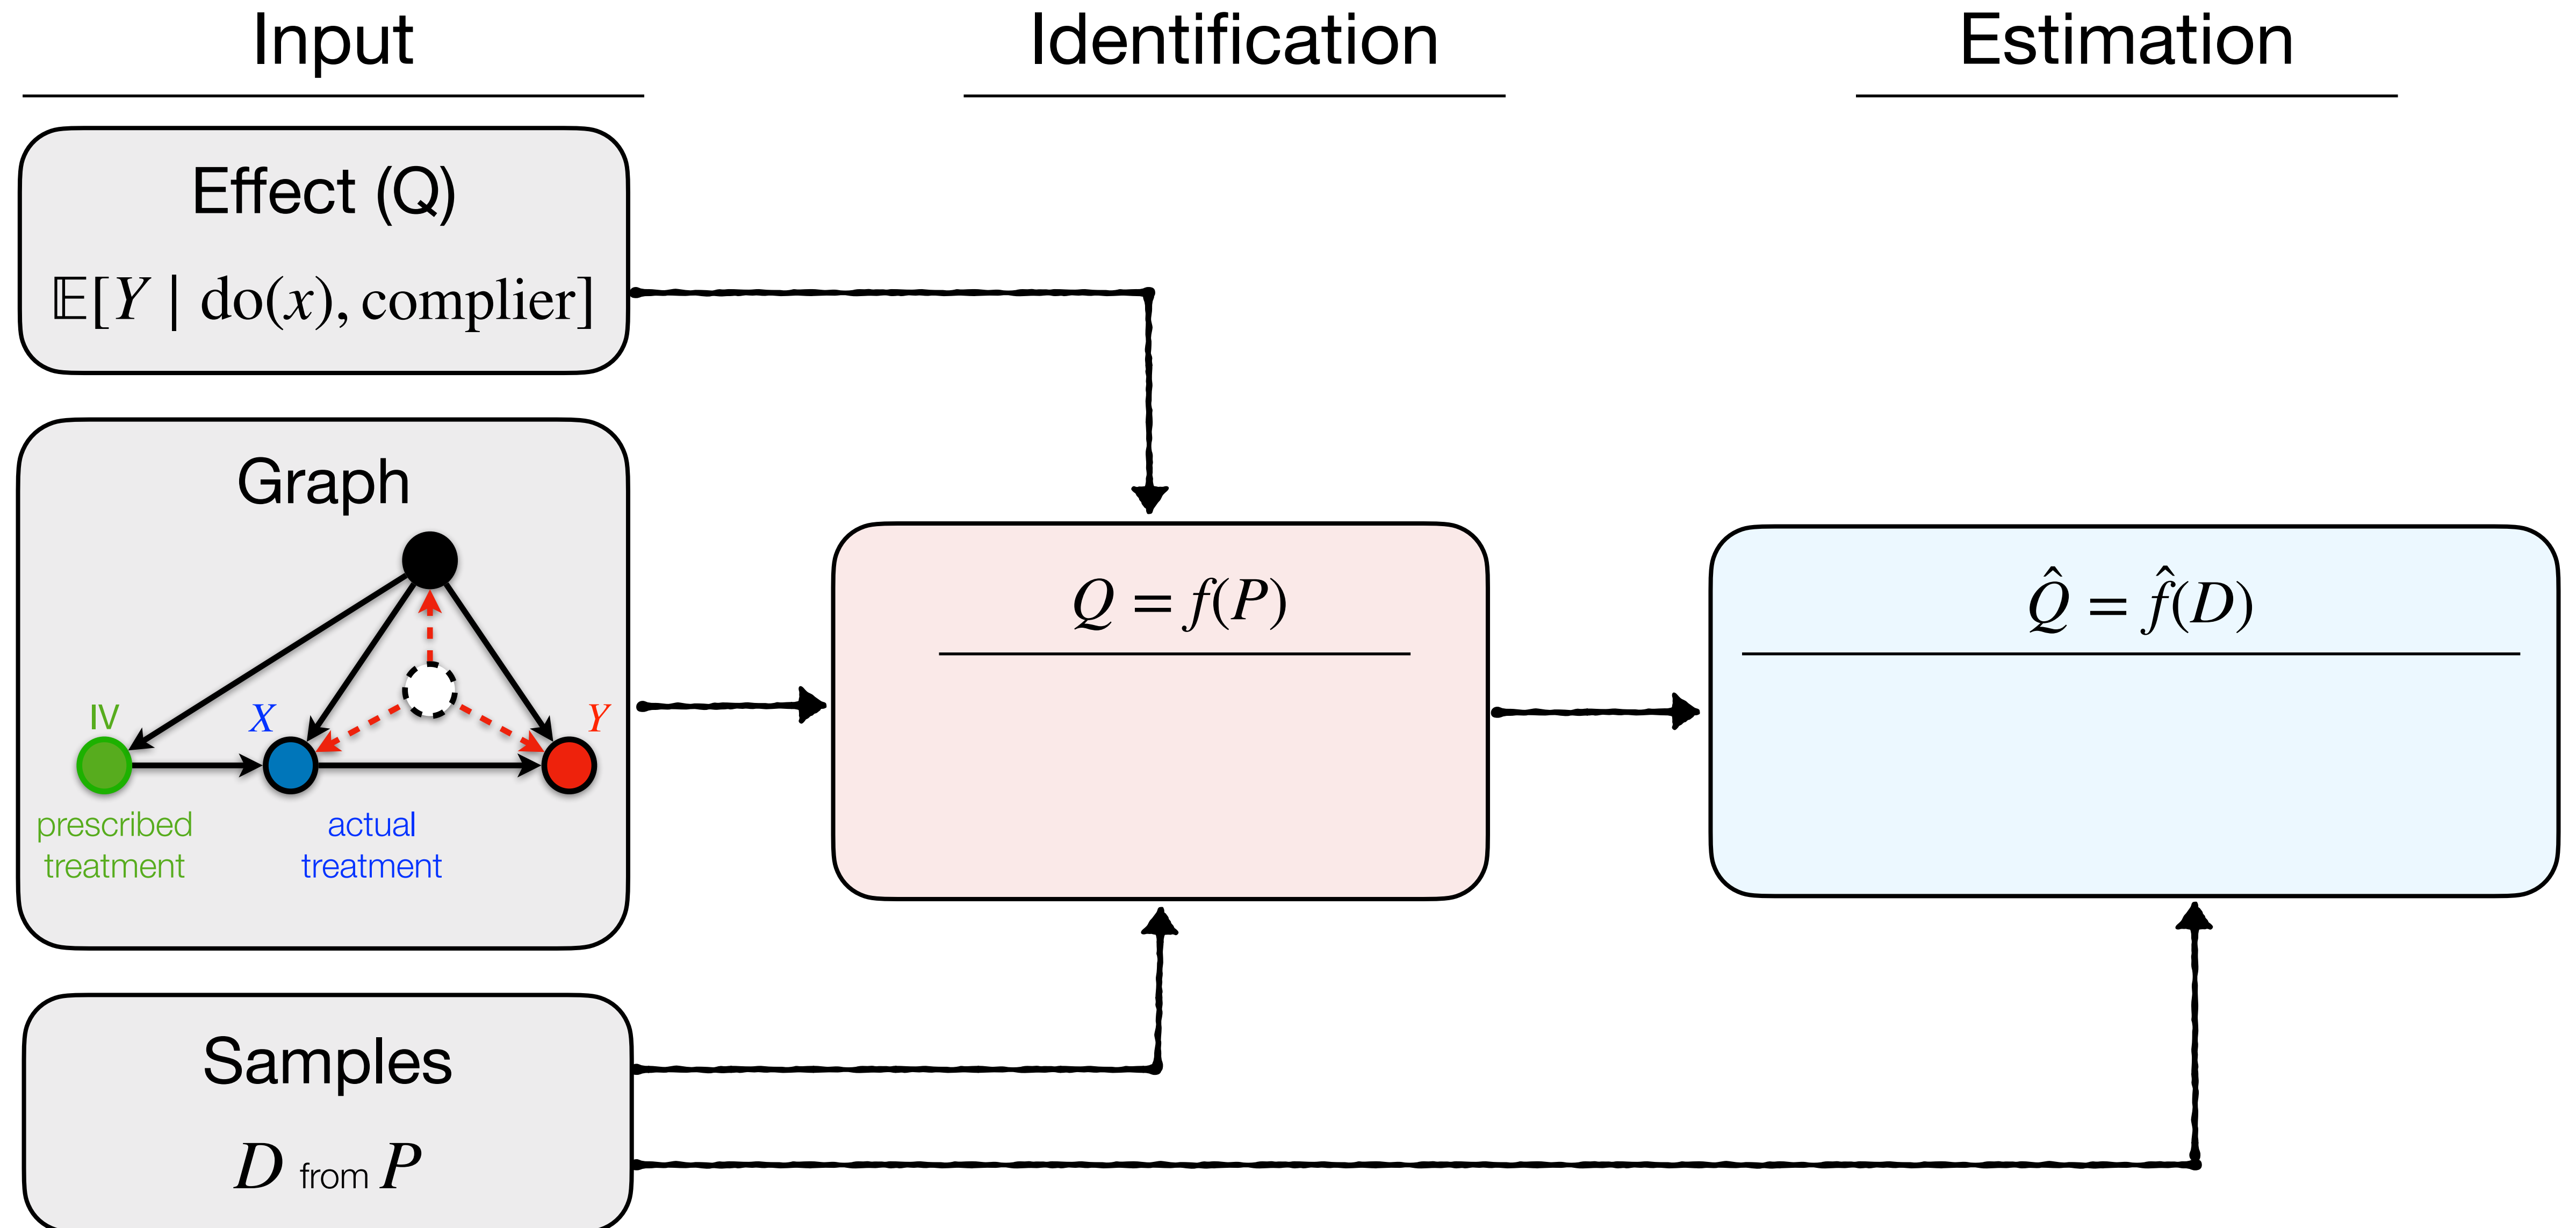 Input
Identification
Estimation
Effect (Q)
𝔼[Y | do(x), complier]
Graph
IV
X
Y
prescribed
treatment
actual
treatment
Samples
D from P
Q = f(P)
Q̂ = f̂(D)